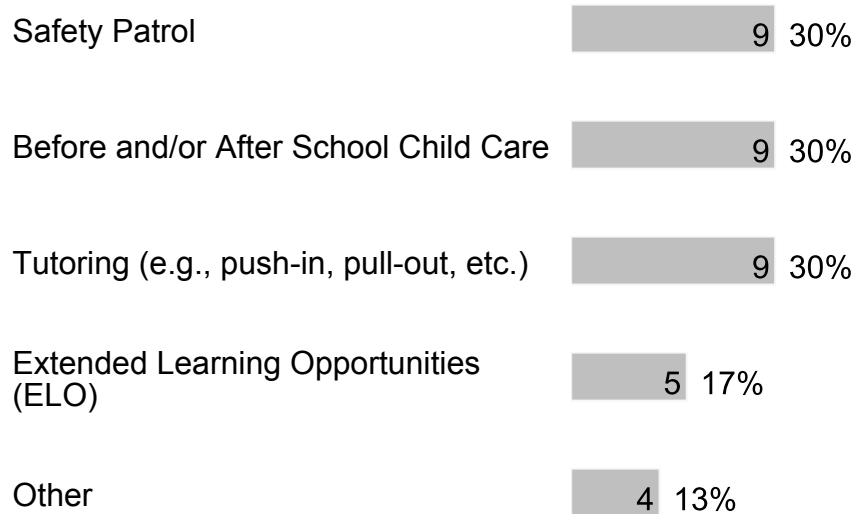 Safety Patrol 9 30%
Before and/or After School Child Care 9 30%
Tutoring (e.g., push-in, pull-out, etc.) 9 30%
Extended Learning Opportunities
(ELO) 5 17%
Other 4 13%